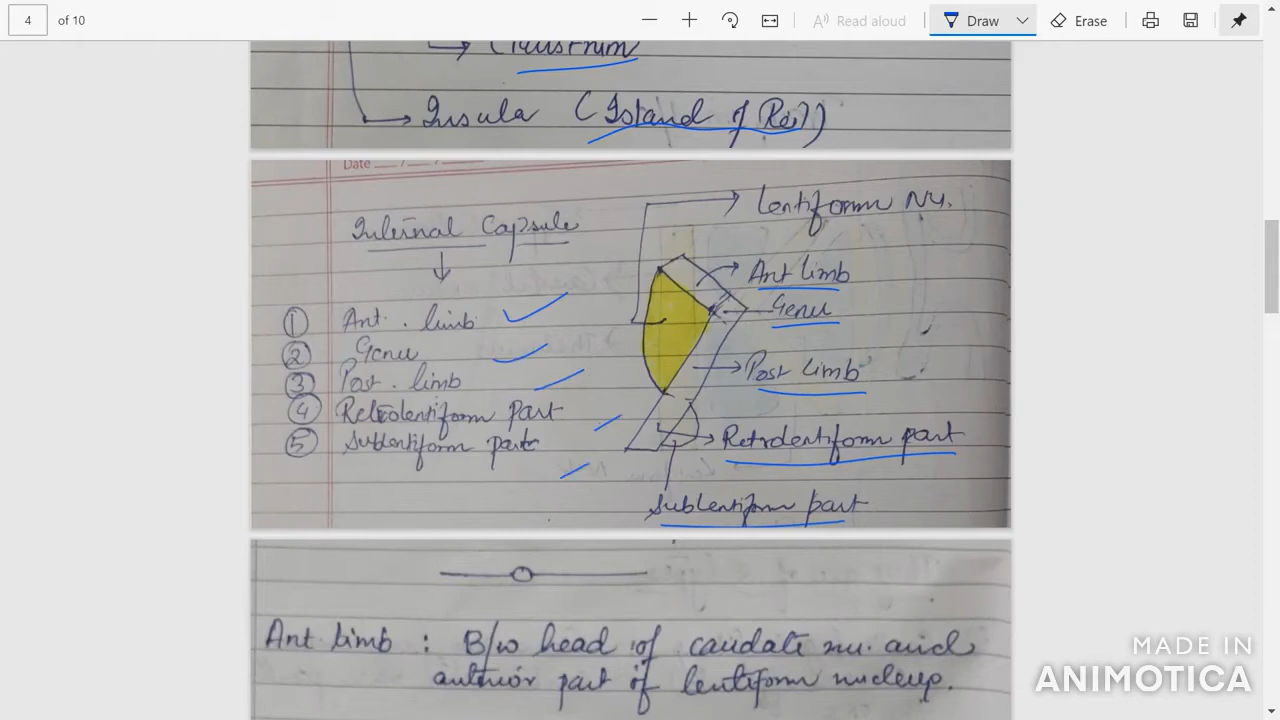 4 of 10
Read aloud
Draw
Erase
Claustrum
Insula (Island of Reil)
Date
Internal Capsule
Lentiform Nu.
① Ant. limb
② Genu
③ Post. limb
④ Retrolentiform part
⑤ Sublentiform part
Ant limb
Genu
Post limb
Retrolentiform part
Sublentiform part
Ant limb : B/w head of caudate nu. and
anterior part of lentiform nucleus.
MADE IN
ANIMOTICA